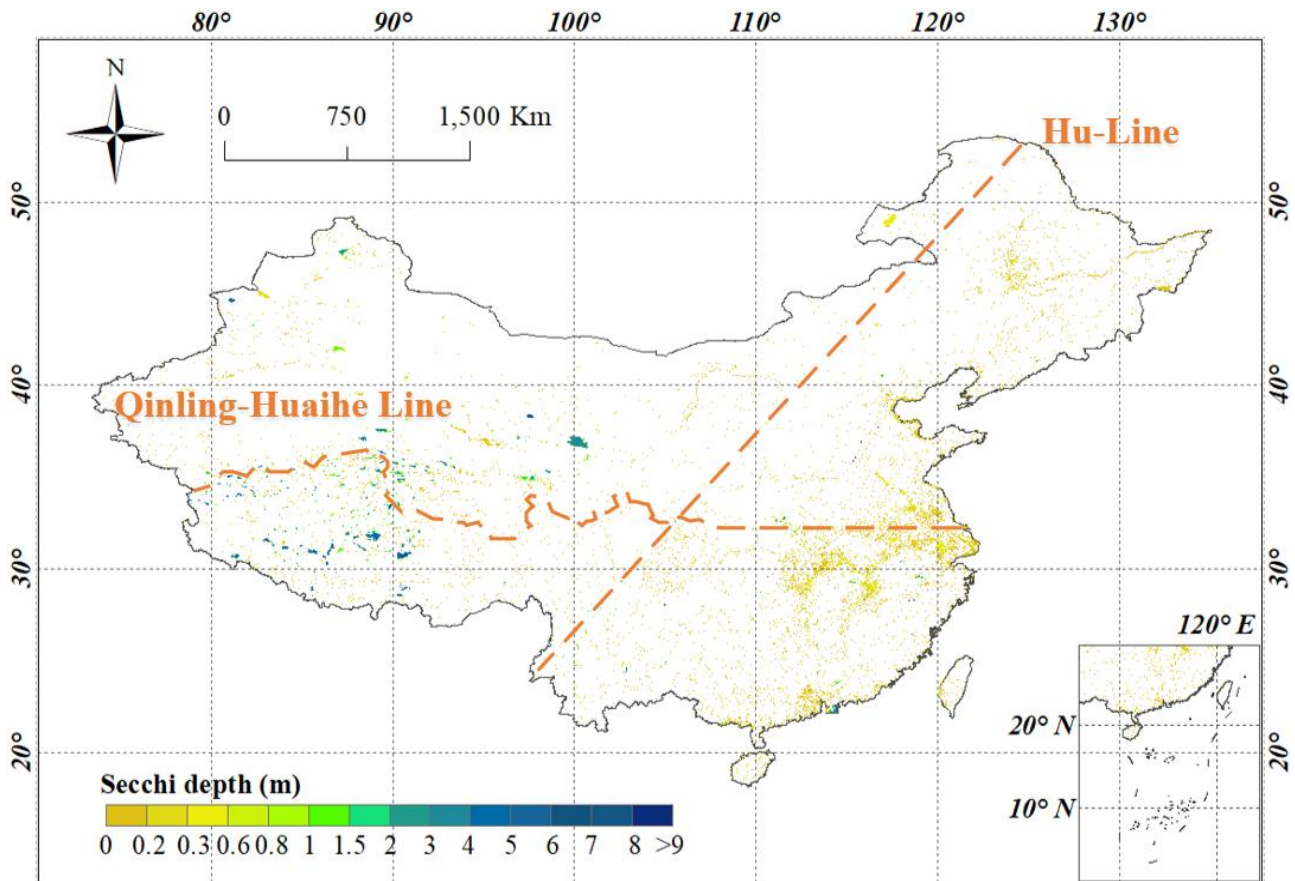 80° 90° 100° 110° 120° 130°
N
0 750 1,500 Km
Hu-Line
50° 50°
40° 40°
Qinling-Huaihe Line
30° 30°
120° E
20° N
20° 20°
10° N
Secchi depth (m)
0 0.2 0.3 0.6 0.8 1 1.5 2 3 4 5 6 7 8 >9